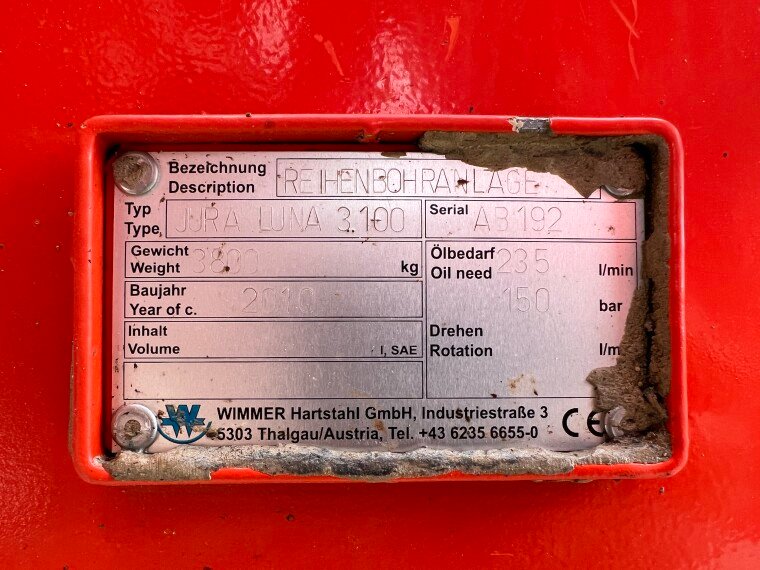 Bezeichnung
Description REIHENBOHRANLAGE
Typ
Type, JURA LUNA 3.100 Serial AB192
Gewicht
Weight 3800 kg
Ölbedarf
Oil need 235 l/min
150 bar
Baujahr
Year of c. 2010
Inhalt
Volume l, SAE
Drehen
Rotation
WIMMER Hartstahl GmbH, Industriestraße 3
5303 Thalgau/Austria, Tel. +43 6235 6655-0
CE